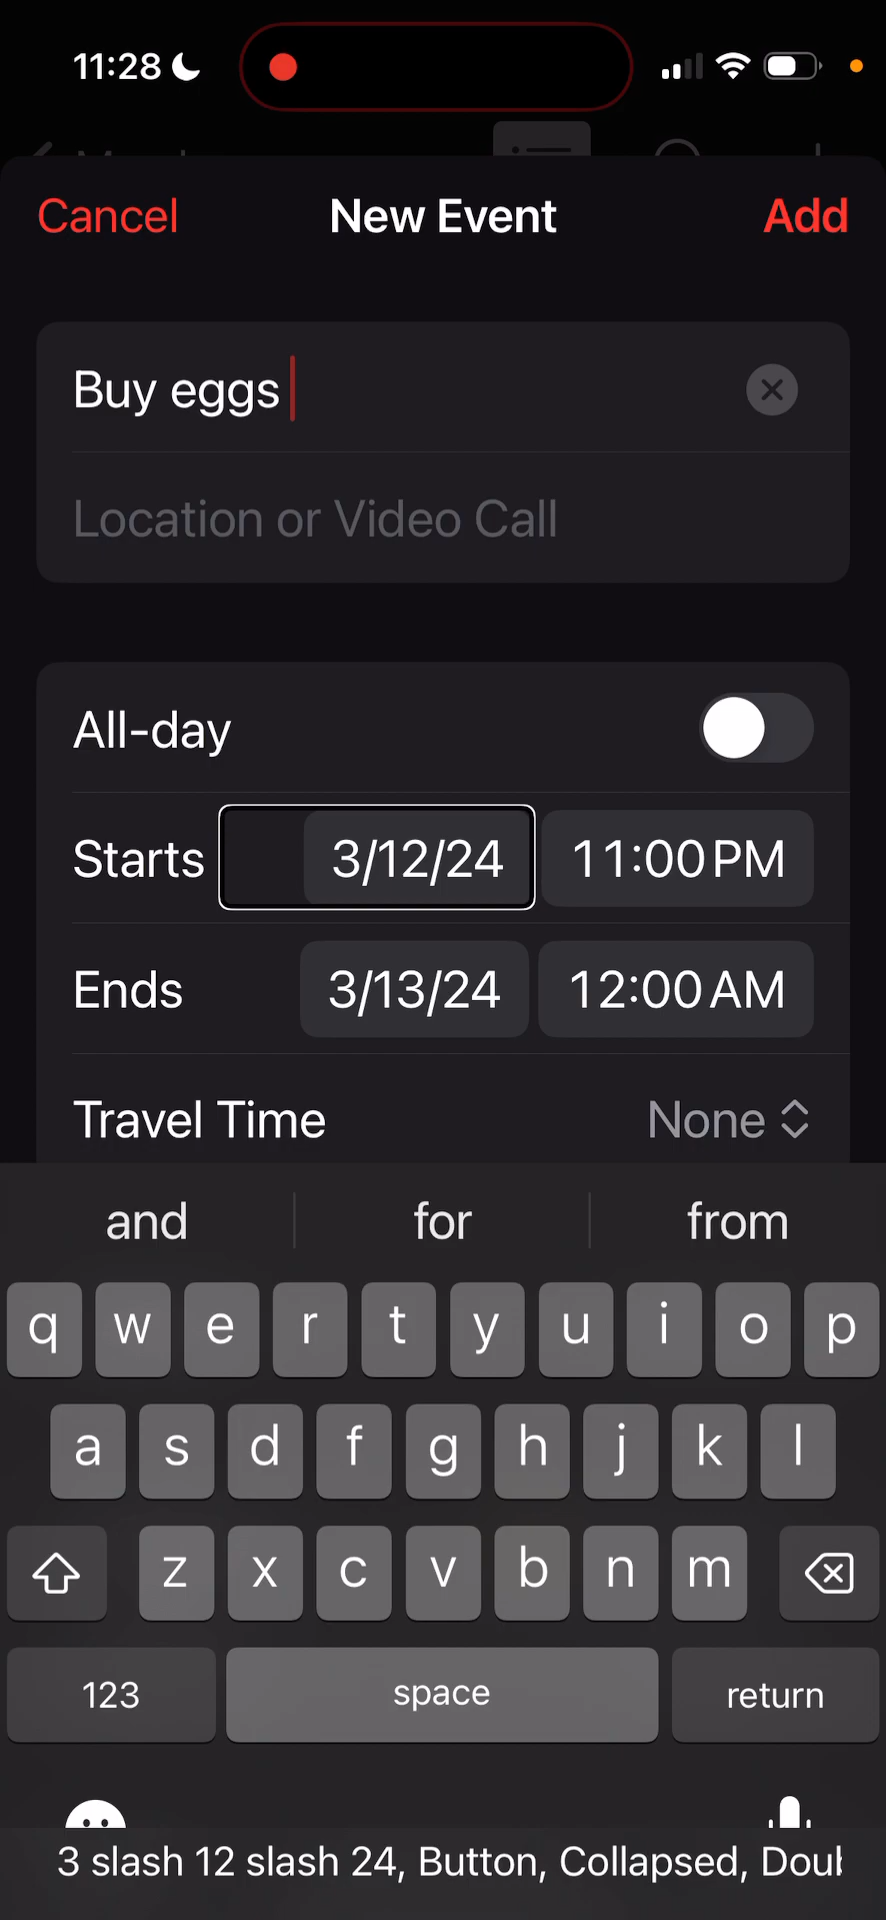 11:28
Cancel New Event Add
Buy eggs
Location or Video Call
All-day
Starts 3/12/24 11:00 PM
Ends 3/13/24 12:00 AM
Travel Time None
and for from
q w e r t y u i o p
a s d f g h j k l
z x c v b n m
123 space return
3 slash 12 slash 24, Button, Collapsed,